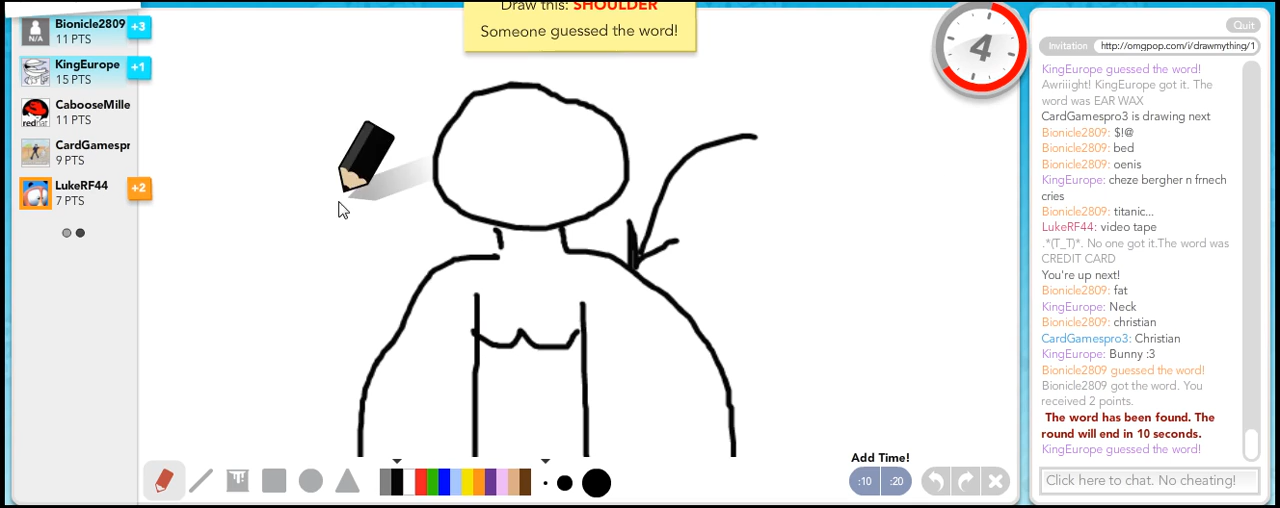 Draw this: SHOULDER
Someone guessed the word!
4
N/A
Bionicle2809
11 PTS
+3
KingEurope
15 PTS
+1
redhat
CabooseMille
11 PTS
CardGamespr
9 PTS
LukeRF44
7 PTS
+2
Quit
Invitation http://omgpop.com/i/drawmything/1
KingEurope guessed the word!
Awriiight! KingEurope got it. The
word was EAR WAX
CardGamespro3 is drawing next
Bionicle2809: $!@
Bionicle2809: bed
Bionicle2809: oenis
KingEurope: cheze bergher n frnech
cries
Bionicle2809: titanic...
LukeRF44: video tape
.*(T_T)*. No one got it.The word was
CREDIT CARD
You're up next!
Bionicle2809: fat
KingEurope: Neck
Bionicle2809: christian
CardGamespro3: Christian
KingEurope: Bunny :3
Bionicle2809 guessed the word!
Bionicle2809 got the word. You
received 2 points.
The word has been found. The
round will end in 10 seconds.
KingEurope guessed the word!
Click here to chat. No cheating!
Add Time!
:10 :20